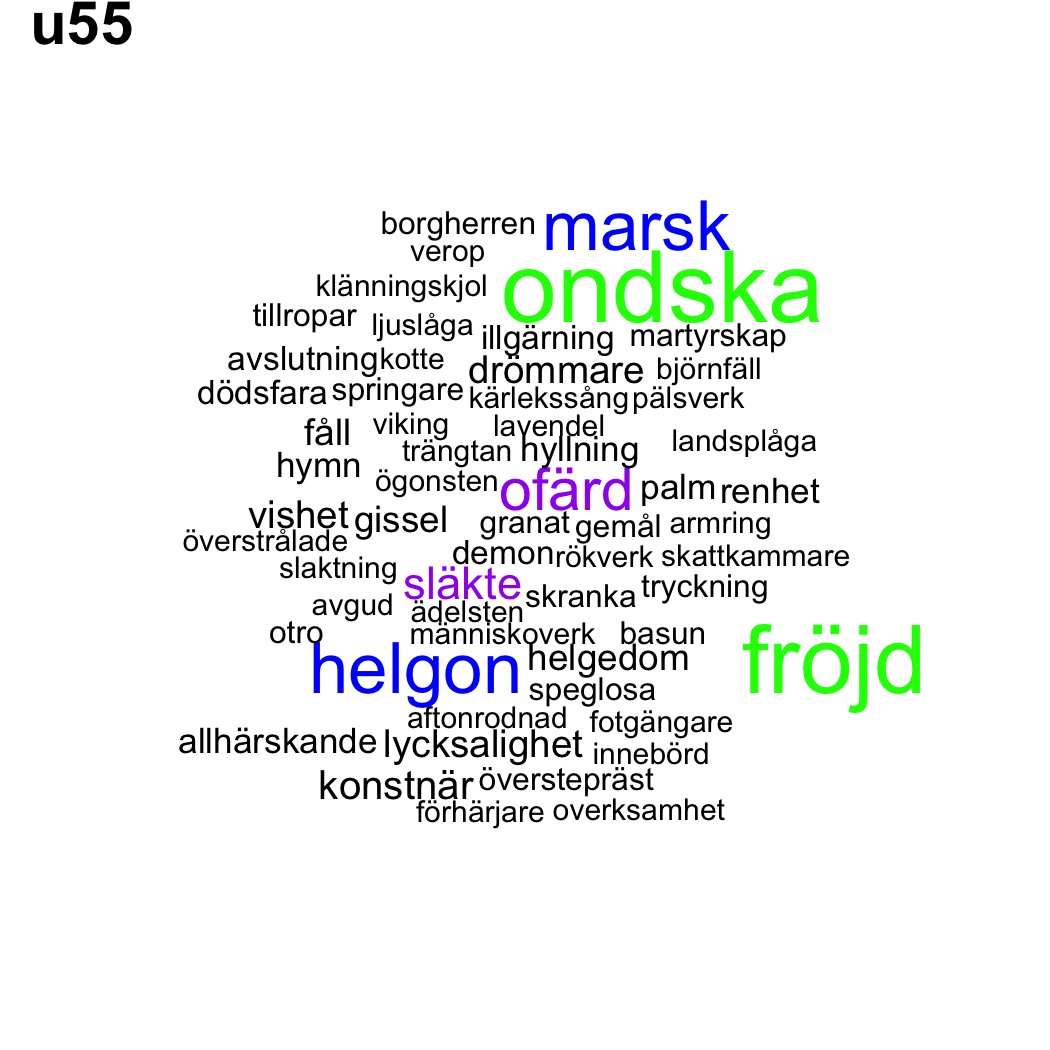 u55
borgherren marsk
verop
klänningskjol ondska
tillropar ljuslåga
illgärning martyrskap
avslutning kotte drömmare björnfäll
dödsfara springare kärlekssång pälsverk
fåll viking lavendel
trängtan hyllning landsplåga
hymn ögonsten ofärd palm renhet
vishet gissel granat gemål armring
överstrålade demon rökverk skattkammare
slaktning släkte skranka tryckning
avgud ädelsten
otro människoverk basun fröjd
helgon helgedom
speglosa
aftonrodnad fotgängare
allhärskande lycksalighet innebörd
konstnär överstepräst
förhärjare overksamhet